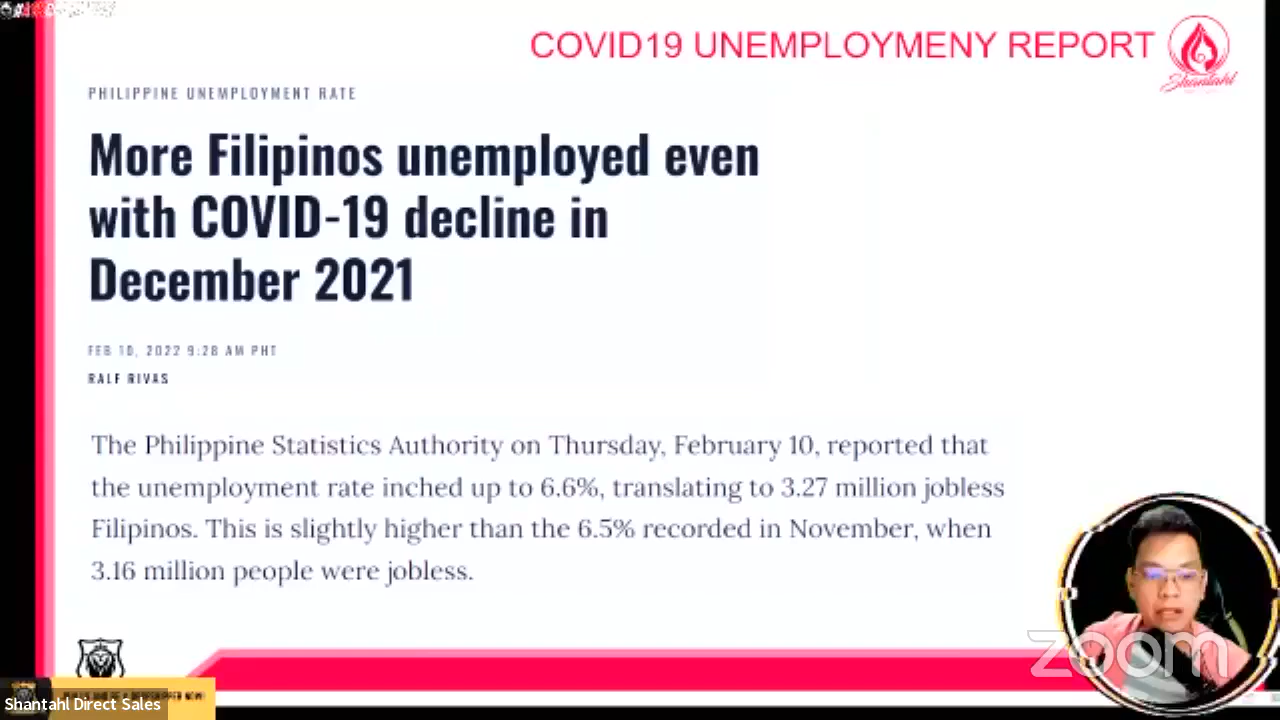 COVID19 UNEMPLOYMENY REPORT
Shantahl
PHILIPPINE UNEMPLOYMENT RATE
More Filipinos unemployed even
with COVID-19 decline in
December 2021
FEB 10, 2022 9:28 AM PHT
RALF RIVAS
The Philippine Statistics Authority on Thursday, February 10, reported that
the unemployment rate inched up to 6.6%, translating to 3.27 million jobless
Filipinos. This is slightly higher than the 6.5% recorded in November, when
3.16 million people were jobless.
zoom
Shantahl Direct Sales